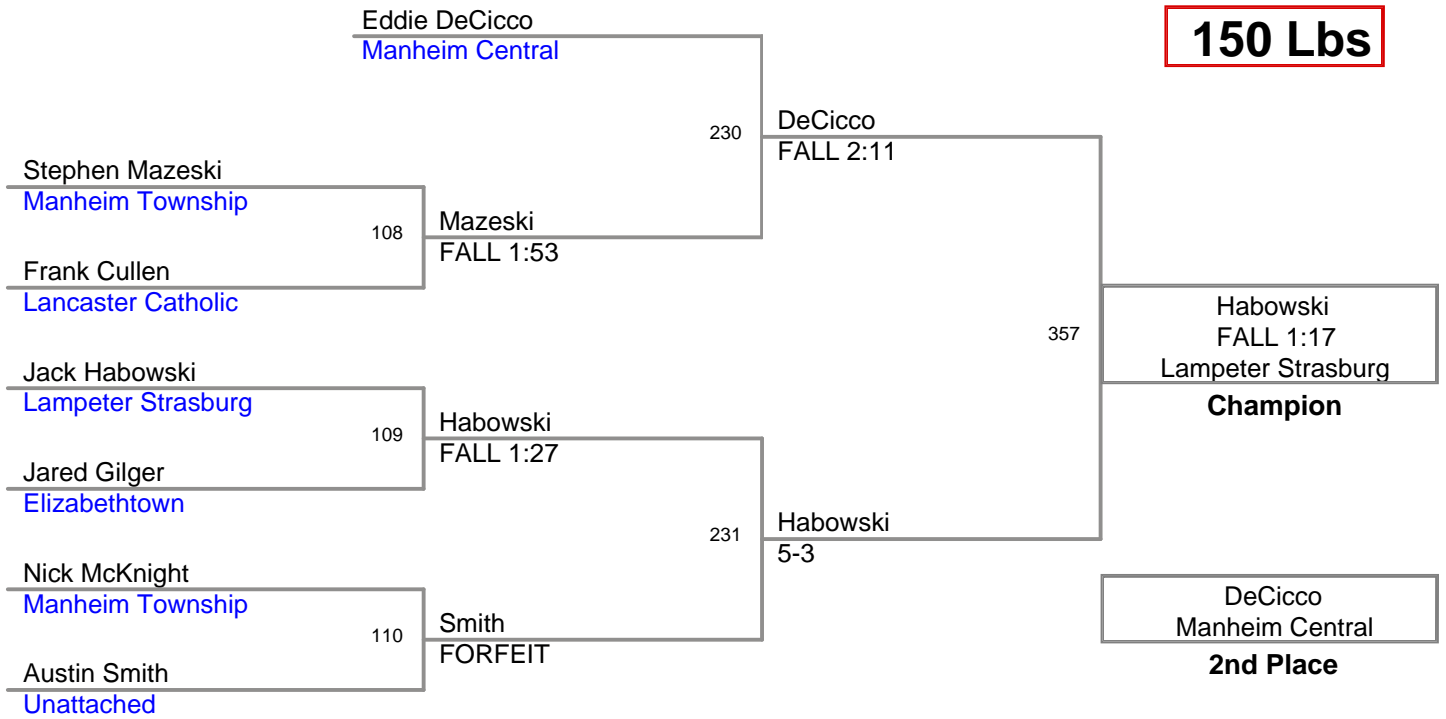 Eddie DeCicco
Manheim Central
150 Lbs
230
DeCicco
FALL 2:11
Stephen Mazeski
Manheim Township
108
Mazeski
FALL 1:53
Frank Cullen
Lancaster Catholic
357
Habowski
FALL 1:17
Lampeter Strasburg
Champion
Jack Habowski
Lampeter Strasburg
109
Habowski
FALL 1:27
Jared Gilger
Elizabethtown
231
Habowski
5-3
Nick McKnight
Manheim Township
110
Smith
FORFEIT
Austin Smith
Unattached
DeCicco
Manheim Central
2nd Place